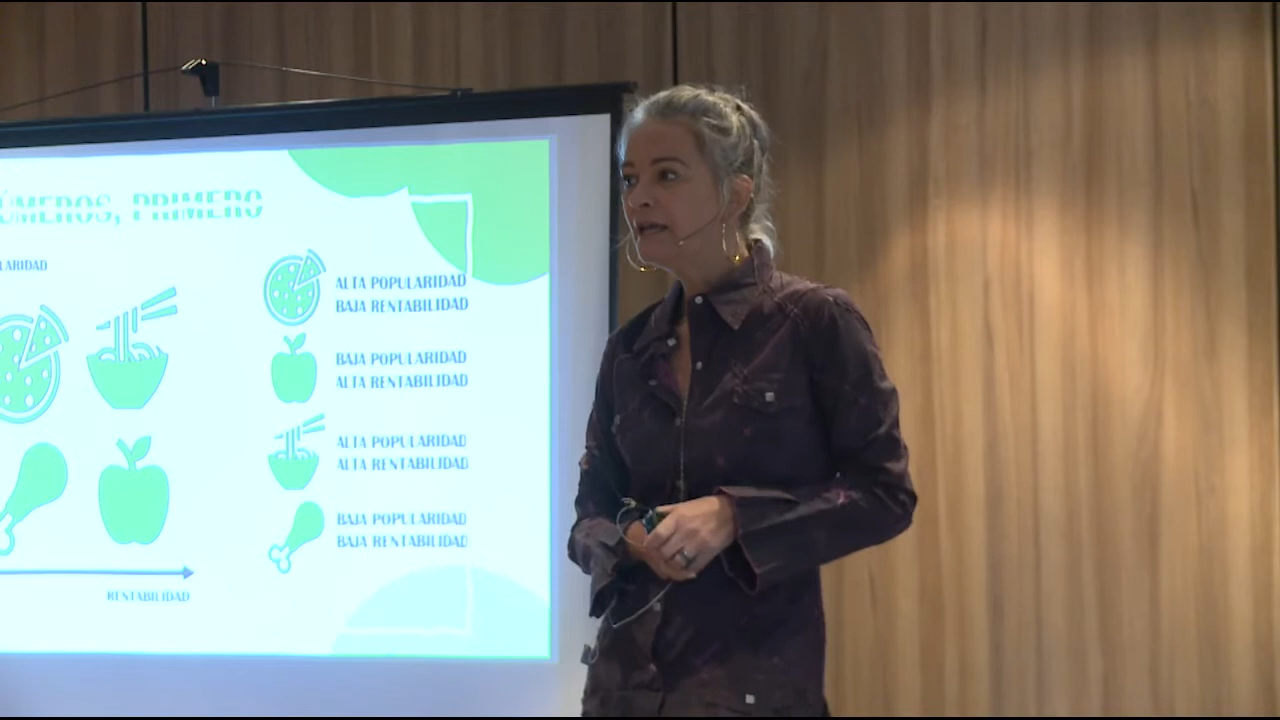 ÚMEROS, PRIMERO
LARIDAD
ALTA POPULARIDAD
BAJA RENTABILIDAD
BAJA POPULARIDAD
ALTA RENTABILIDAD
ALTA POPULARIDAD
ALTA RENTABILIDAD
BAJA POPULARIDAD
BAJA RENTABILIDAD
RENTABILIDAD